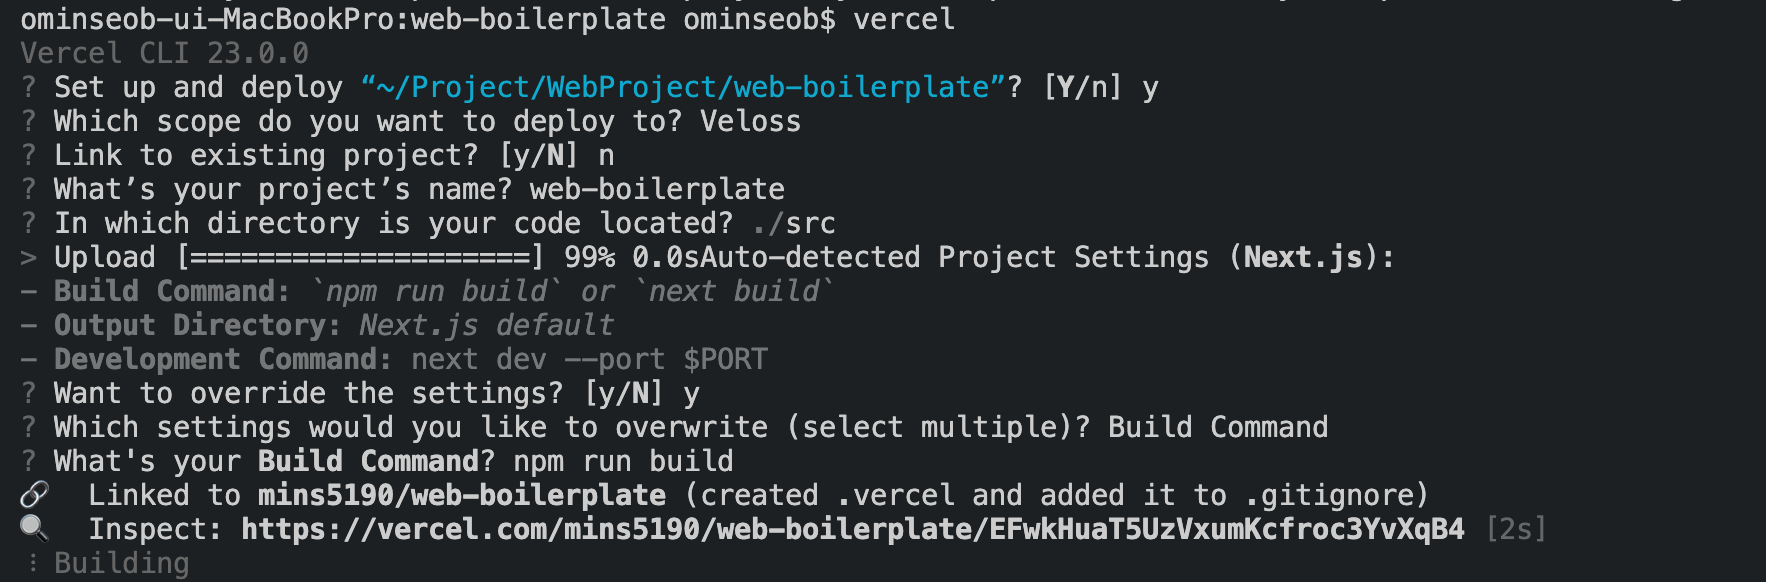 ominseob-ui-MacBookPro:web-boilerplate ominseob$ vercel
Vercel CLI 23.0.0
? Set up and deploy “~/Project/WebProject/web-boilerplate”? [Y/n] y
? Which scope do you want to deploy to? Veloss
? Link to existing project? [y/N] n
? What’s your project’s name? web-boilerplate
? In which directory is your code located? ./src
> Upload [====================] 99% 0.0sAuto-detected Project Settings (Next.js):
– Build Command: `npm run build` or `next build`
– Output Directory: Next.js default
– Development Command: next dev --port $PORT
? Want to override the settings? [y/N] y
? Which settings would you like to overwrite (select multiple)? Build Command
? What's your Build Command? npm run build
🔗  Linked to mins5190/web-boilerplate (created .vercel and added it to .gitignore)
🔍  Inspect: https://vercel.com/mins5190/web-boilerplate/EFwkHuaT5UzVxumKcfroc3YvXqB4 [2s]
⋮ Building